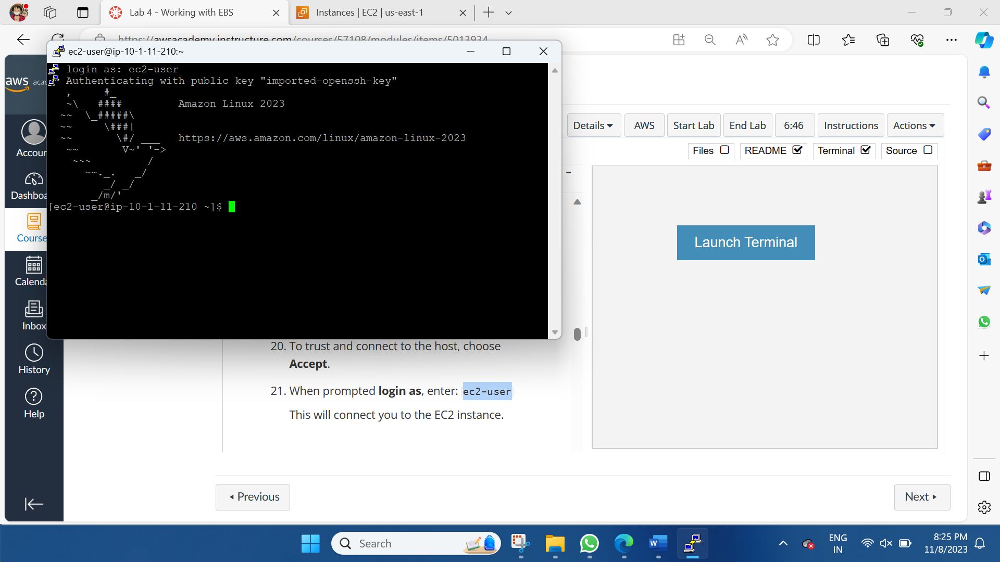 Lab 4 - Working with EBS
Instances | EC2 | us-east-1
https://awsacademy.instructure.com/courses/57108/modules/items/5013934
ec2-user@ip-10-1-11-210:~
login as: ec2-user
Authenticating with public key "imported-openssh-key"
   ,     #_
   ~\_  ####_        Amazon Linux 2023
  ~~  \_#####\
  ~~     \###|
  ~~       \#/ ___   https://aws.amazon.com/linux/amazon-linux-2023
   ~~       V~' '->
    ~~~         /
      ~~._.   _/
         _/ _/
       _/m/'
[ec2-user@ip-10-1-11-210 ~]$
aws aca
Accoun
Dashboa
Course
Calenda
Inbox
History
Help
Details
AWS
Start Lab
End Lab
6:46
Instructions
Actions
Files
README
Terminal
Source
Launch Terminal
20. To trust and connect to the host, choose
Accept.
21. When prompted login as, enter: ec2-user
This will connect you to the EC2 instance.
Previous
Next
Search
ENG
IN
8:25 PM
11/8/2023